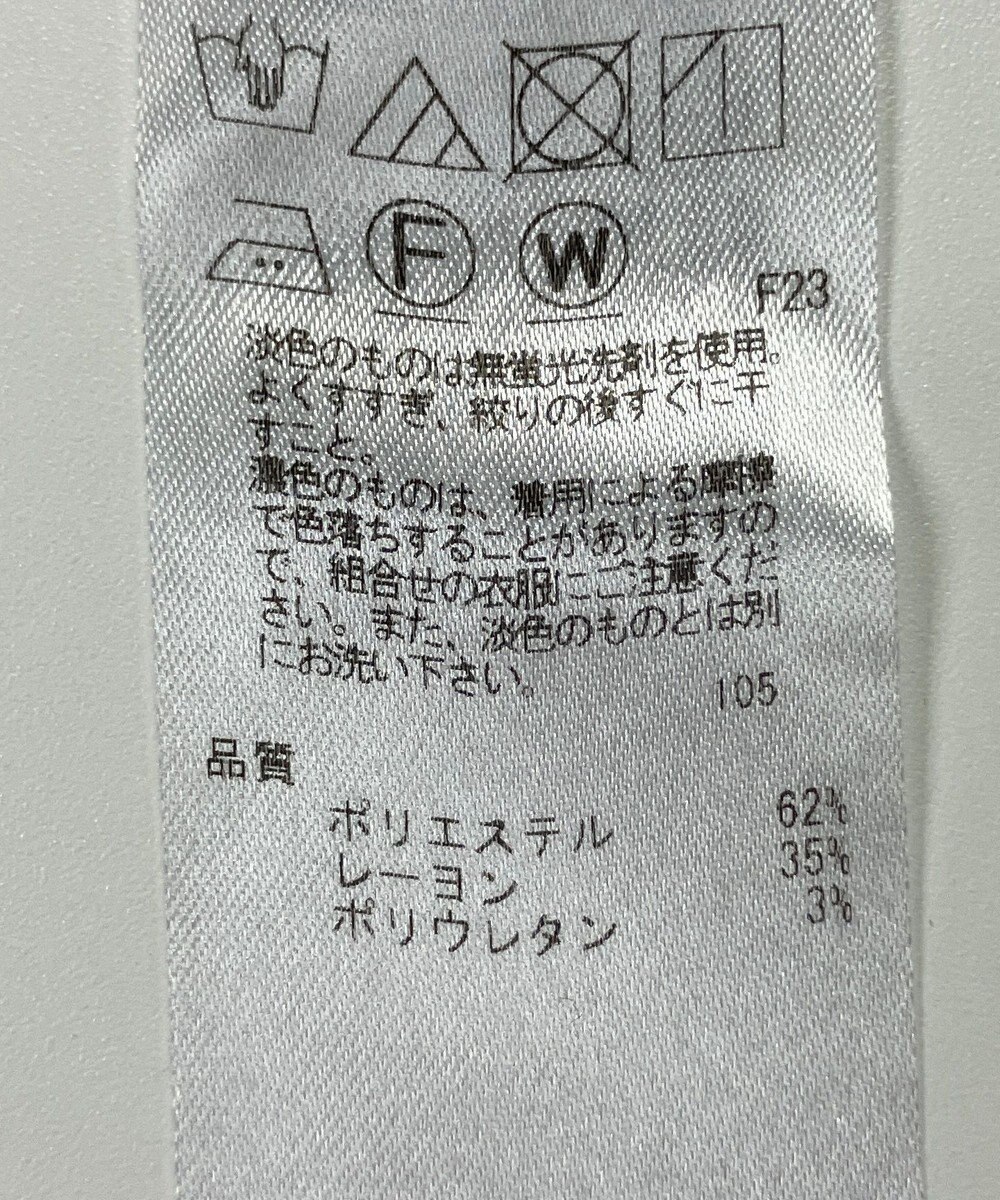 F W
F23
淡色のものは無蛍光洗剤を使用。
よくすすぎ、絞りの後すぐに干
すこと。
濃色のものは、着用による摩擦
で色落ちすることがありますの
で、組合せの衣服にご注意くだ
さい。また、淡色のものとは別
にお洗い下さい。
105
品質
ポリエステル 62%
レーヨン 35%
ポリウレタン 3%